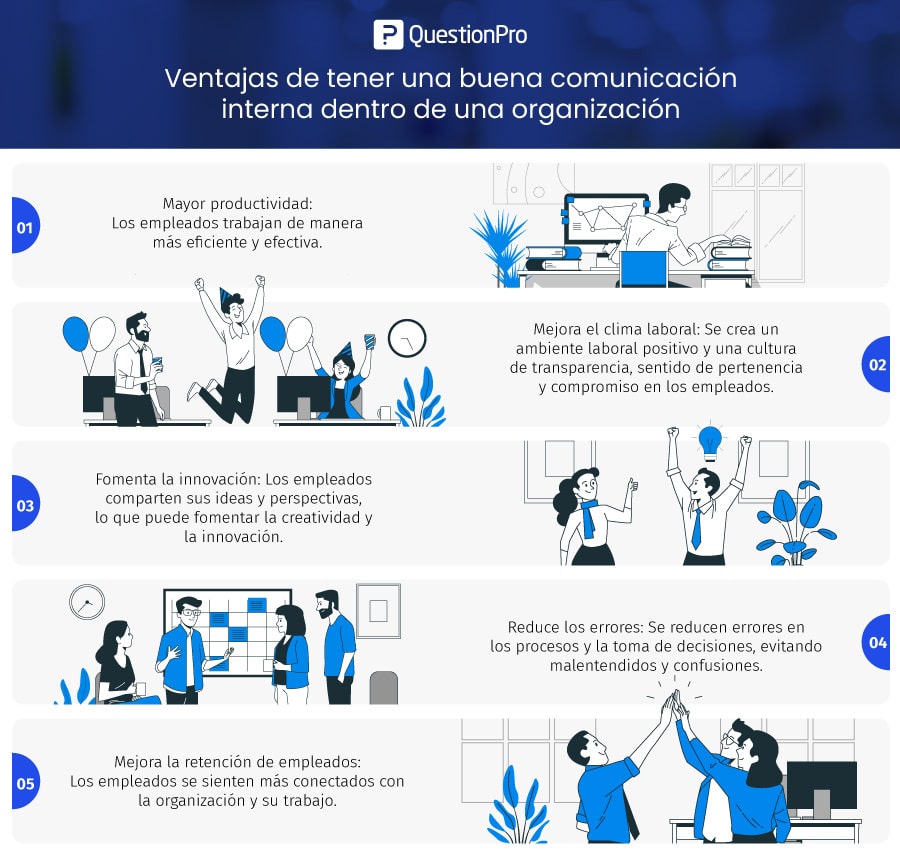 QuestionPro
Ventajas de tener una buena comunicación
interna dentro de una organización
01
Mayor productividad:
Los empleados trabajan de manera
más eficiente y efectiva.
Mejora el clima laboral: Se crea un
ambiente laboral positivo y una cultura
de transparencia, sentido de pertenencia
y compromiso en los empleados.
02
03
Fomenta la innovación: Los empleados
comparten sus ideas y perspectivas,
lo que puede fomentar la creatividad y
la innovación.
Reduce los errores: Se reducen errores en
los procesos y la toma de decisiones, evitando
malentendidos y confusiones.
04
05
Mejora la retención de empleados:
Los empleados se sienten más conectados con
la organización y su trabajo.